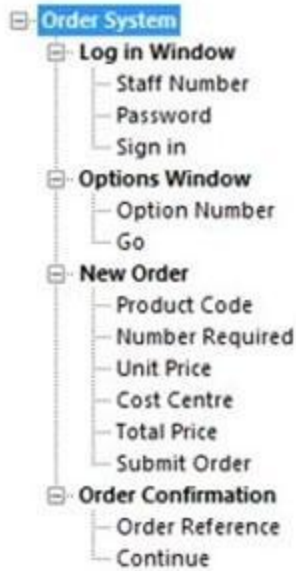 Order System
Log in Window
Staff Number
Password
Sign in
Options Window
Option Number
Go
New Order
Product Code
Number Required
Unit Price
Cost Centre
Total Price
Submit Order
Order Confirmation
Order Reference
Continue